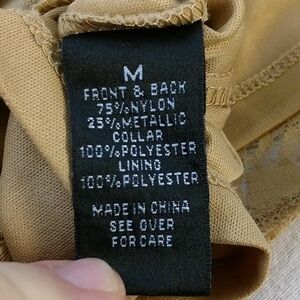 M
FRONT & BACK
75%NYLON
25%METALLIC
COLLAR
100%POLYESTER
LINING
100%POLYESTER
MADE IN CHINA
SEE OVER
FOR CARE